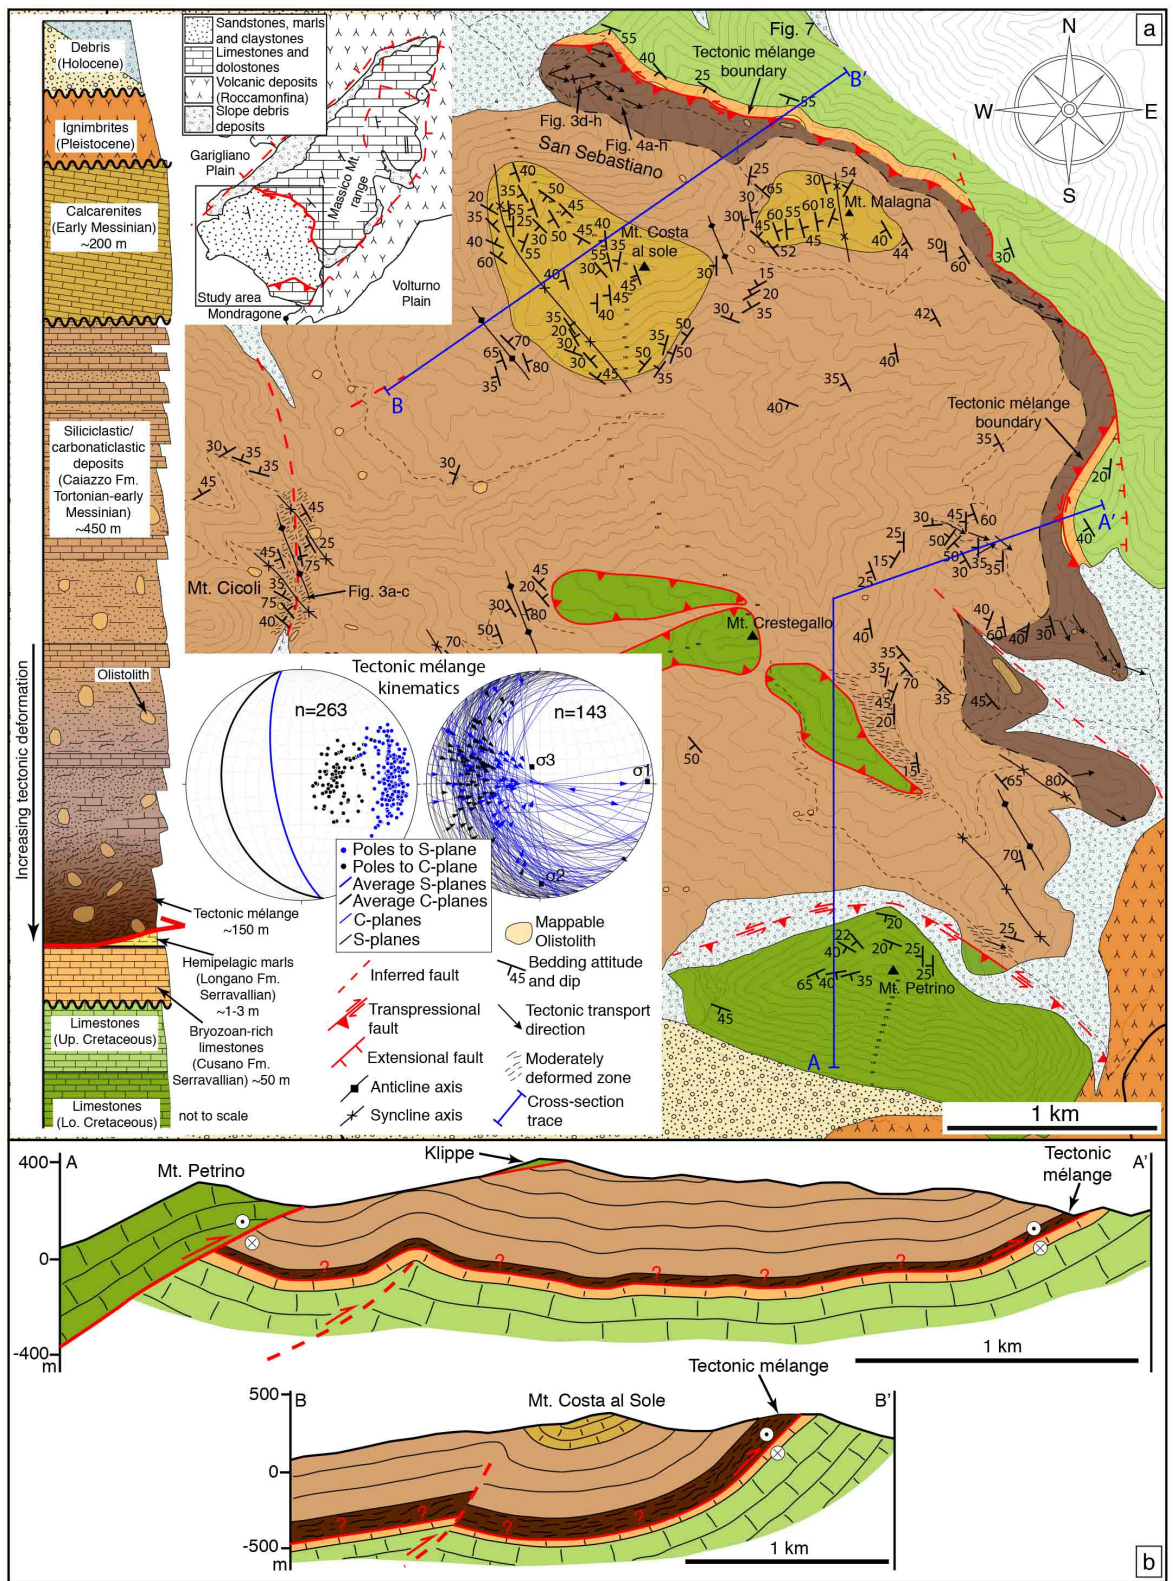 a
Debris
(Holocene)
Ignimbrites
(Pleistocene)
Calcarenites
(Early Messinian)
~200 m
Siliciclastic/
carbonaticlastic
deposits
(Caiazzo Fm.
Tortonian-early
Messinian)
~450 m
Olistolith
Increasing tectonic deformation
Tectonic mélange
~150 m
Hemipelagic marls
(Longano Fm.
Serravallian)
~1-3 m
Bryozoan-rich
limestones
(Cusano Fm.
Serravallian) ~50 m
Limestones
(Up. Cretaceous)
Limestones
(Lo. Cretaceous)
not to scale
Sandstones, marls
and claystones
Limestones and
dolostones
Volcanic deposits
(Roccamonfina)
Slope debris
deposits
Garigliano
Plain
Massico Mt.
range
Volturno
Plain
Study area
Mondragone
Fig. 7
Tectonic mélange
boundary
B'
N
W
E
S
Fig. 3d-h
Fig. 4a-h
San Sebastiano
Mt. Malagna
Mt. Costa
al sole
B
Tectonic mélange
boundary
A'
Mt. Cicoli
Fig. 3a-c
Mt. Crestegallo
Mt. Petrino
A
1 km
Tectonic mélange
kinematics
n=263
n=143
σ3
σ1
σ2
Poles to S-plane
Poles to C-plane
Average S-planes
Average C-planes
C-planes
S-planes
Inferred fault
Transpressional
fault
Extensional fault
Anticline axis
Syncline axis
Mappable
Olistolith
Bedding attitude
and dip
45
Tectonic transport
direction
Moderately
deformed zone
Cross-section
trace
400
A
Mt. Petrino
Klippe
Tectonic
mélange
A'
0
-400
m
? ? ? ? ?
1 km
Tectonic mélange
500
B
Mt. Costa al Sole
B'
0
-500
m
? ? ? ?
1 km
b